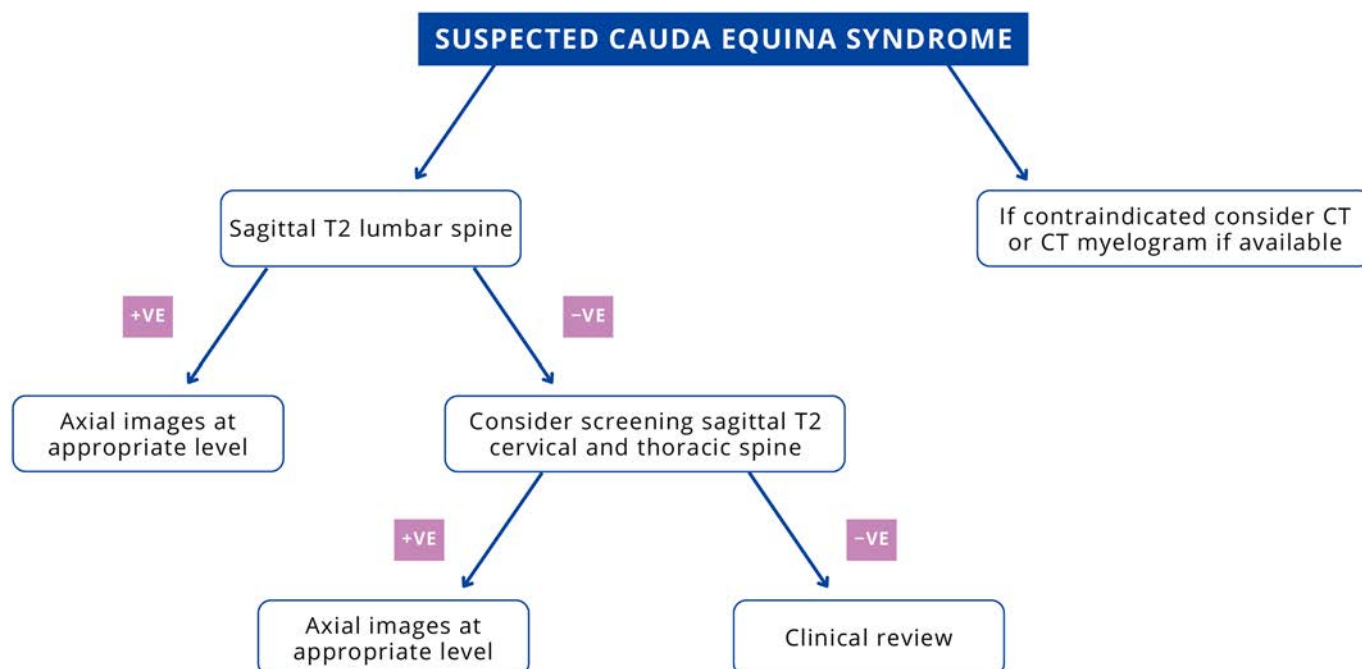 SUSPECTED CAUDA EQUINA SYNDROME
Sagittal T2 lumbar spine
If contraindicated consider CT
or CT myelogram if available
+VE
−VE
Axial images at
appropriate level
Consider screening sagittal T2
cervical and thoracic spine
+VE
−VE
Axial images at
appropriate level
Clinical review